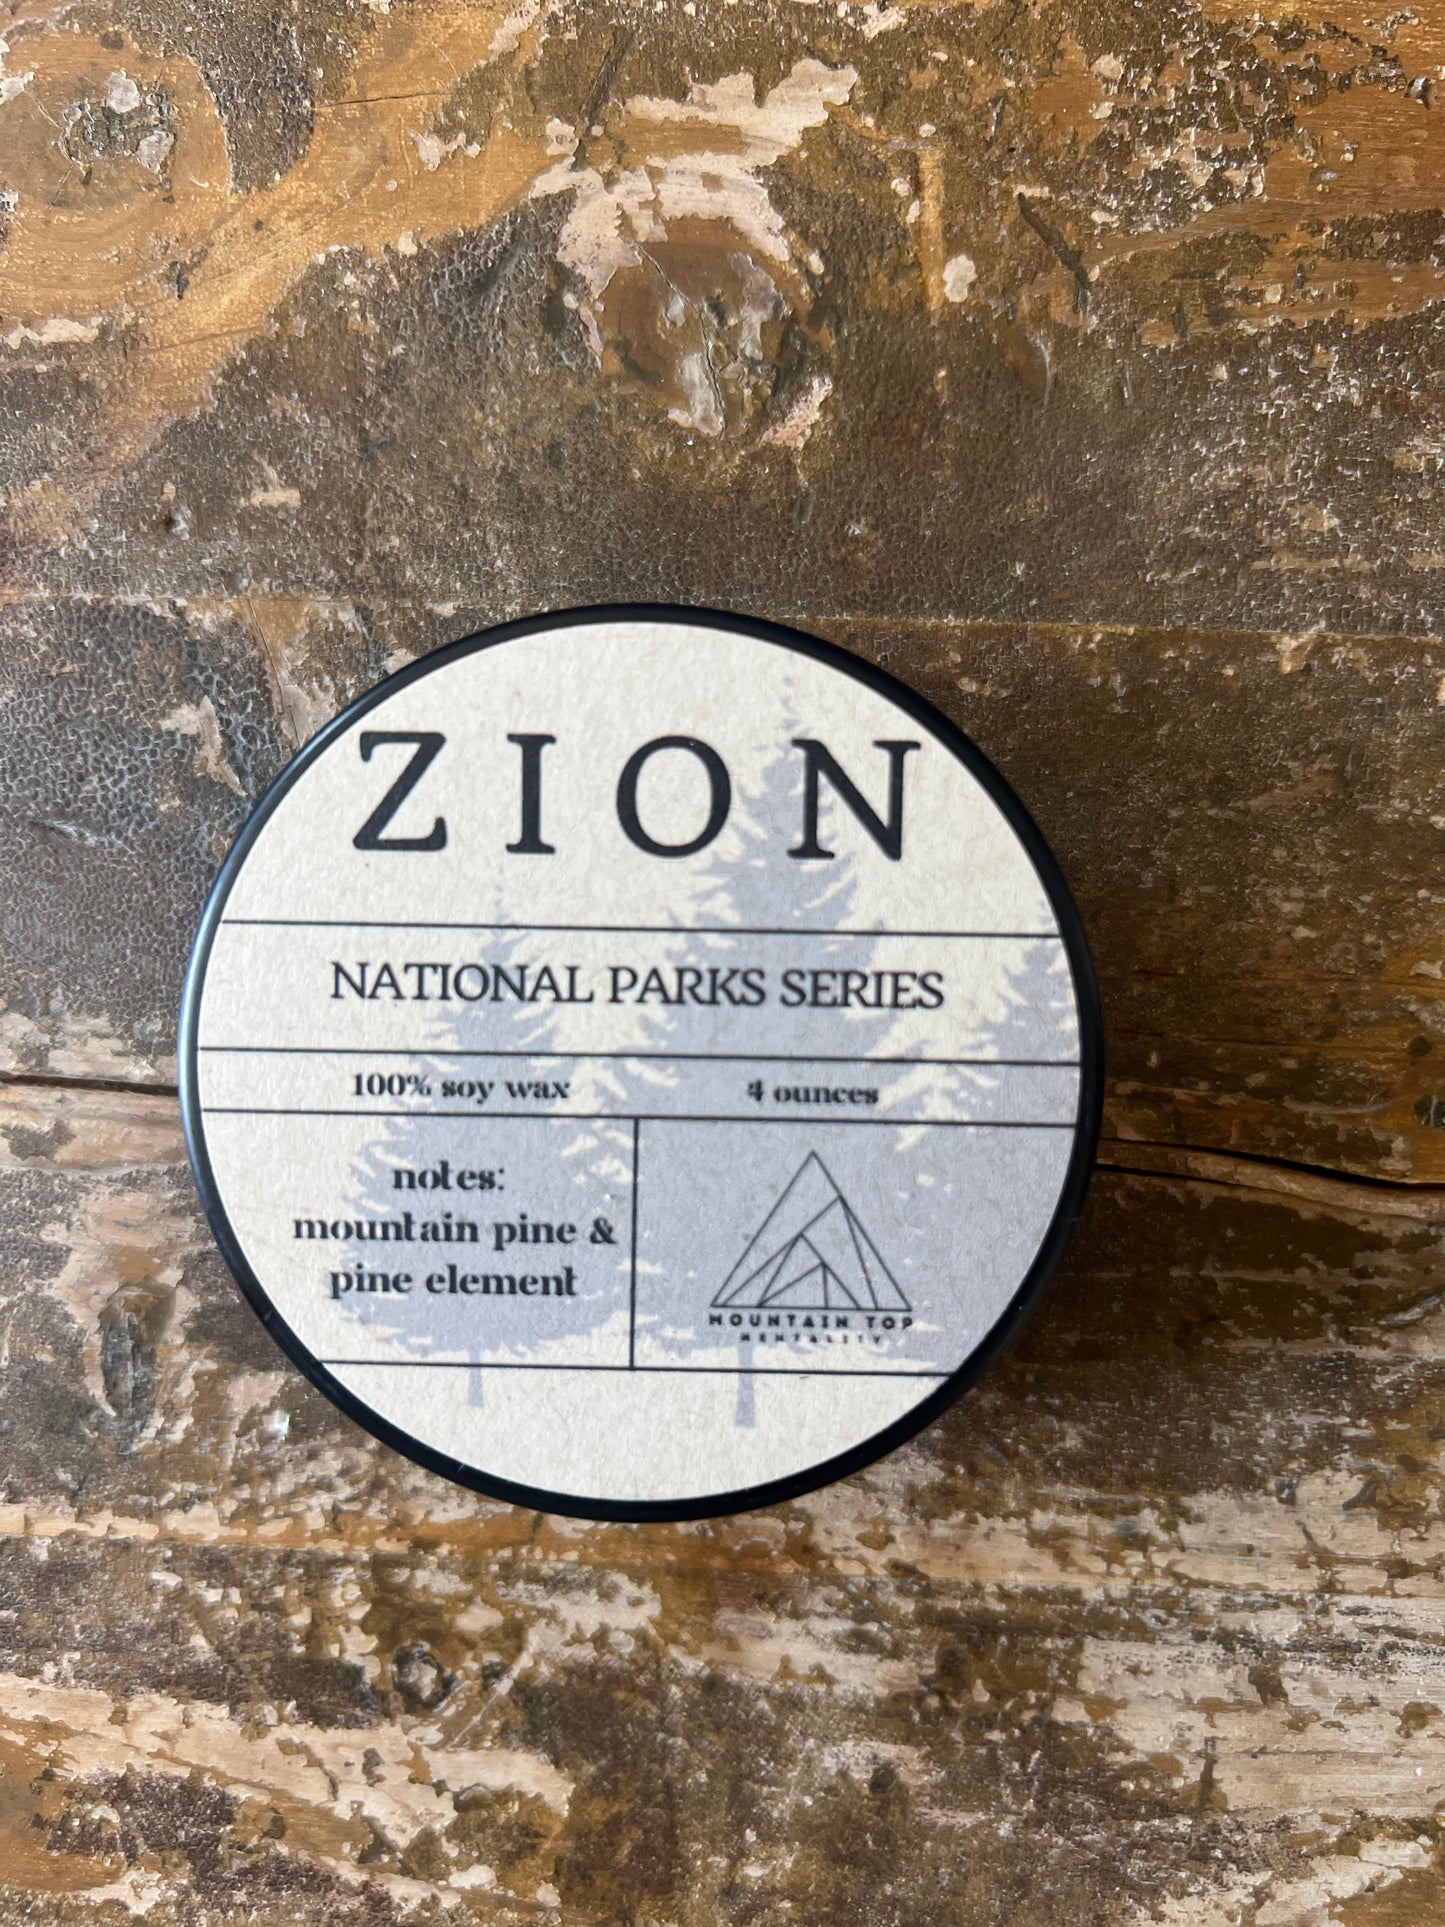 ZION
NATIONAL PARKS SERIES
100% soy wax 4 ounces
notes:
mountain pine &
pine element
MOUNTAIN TOP
MENTALITY